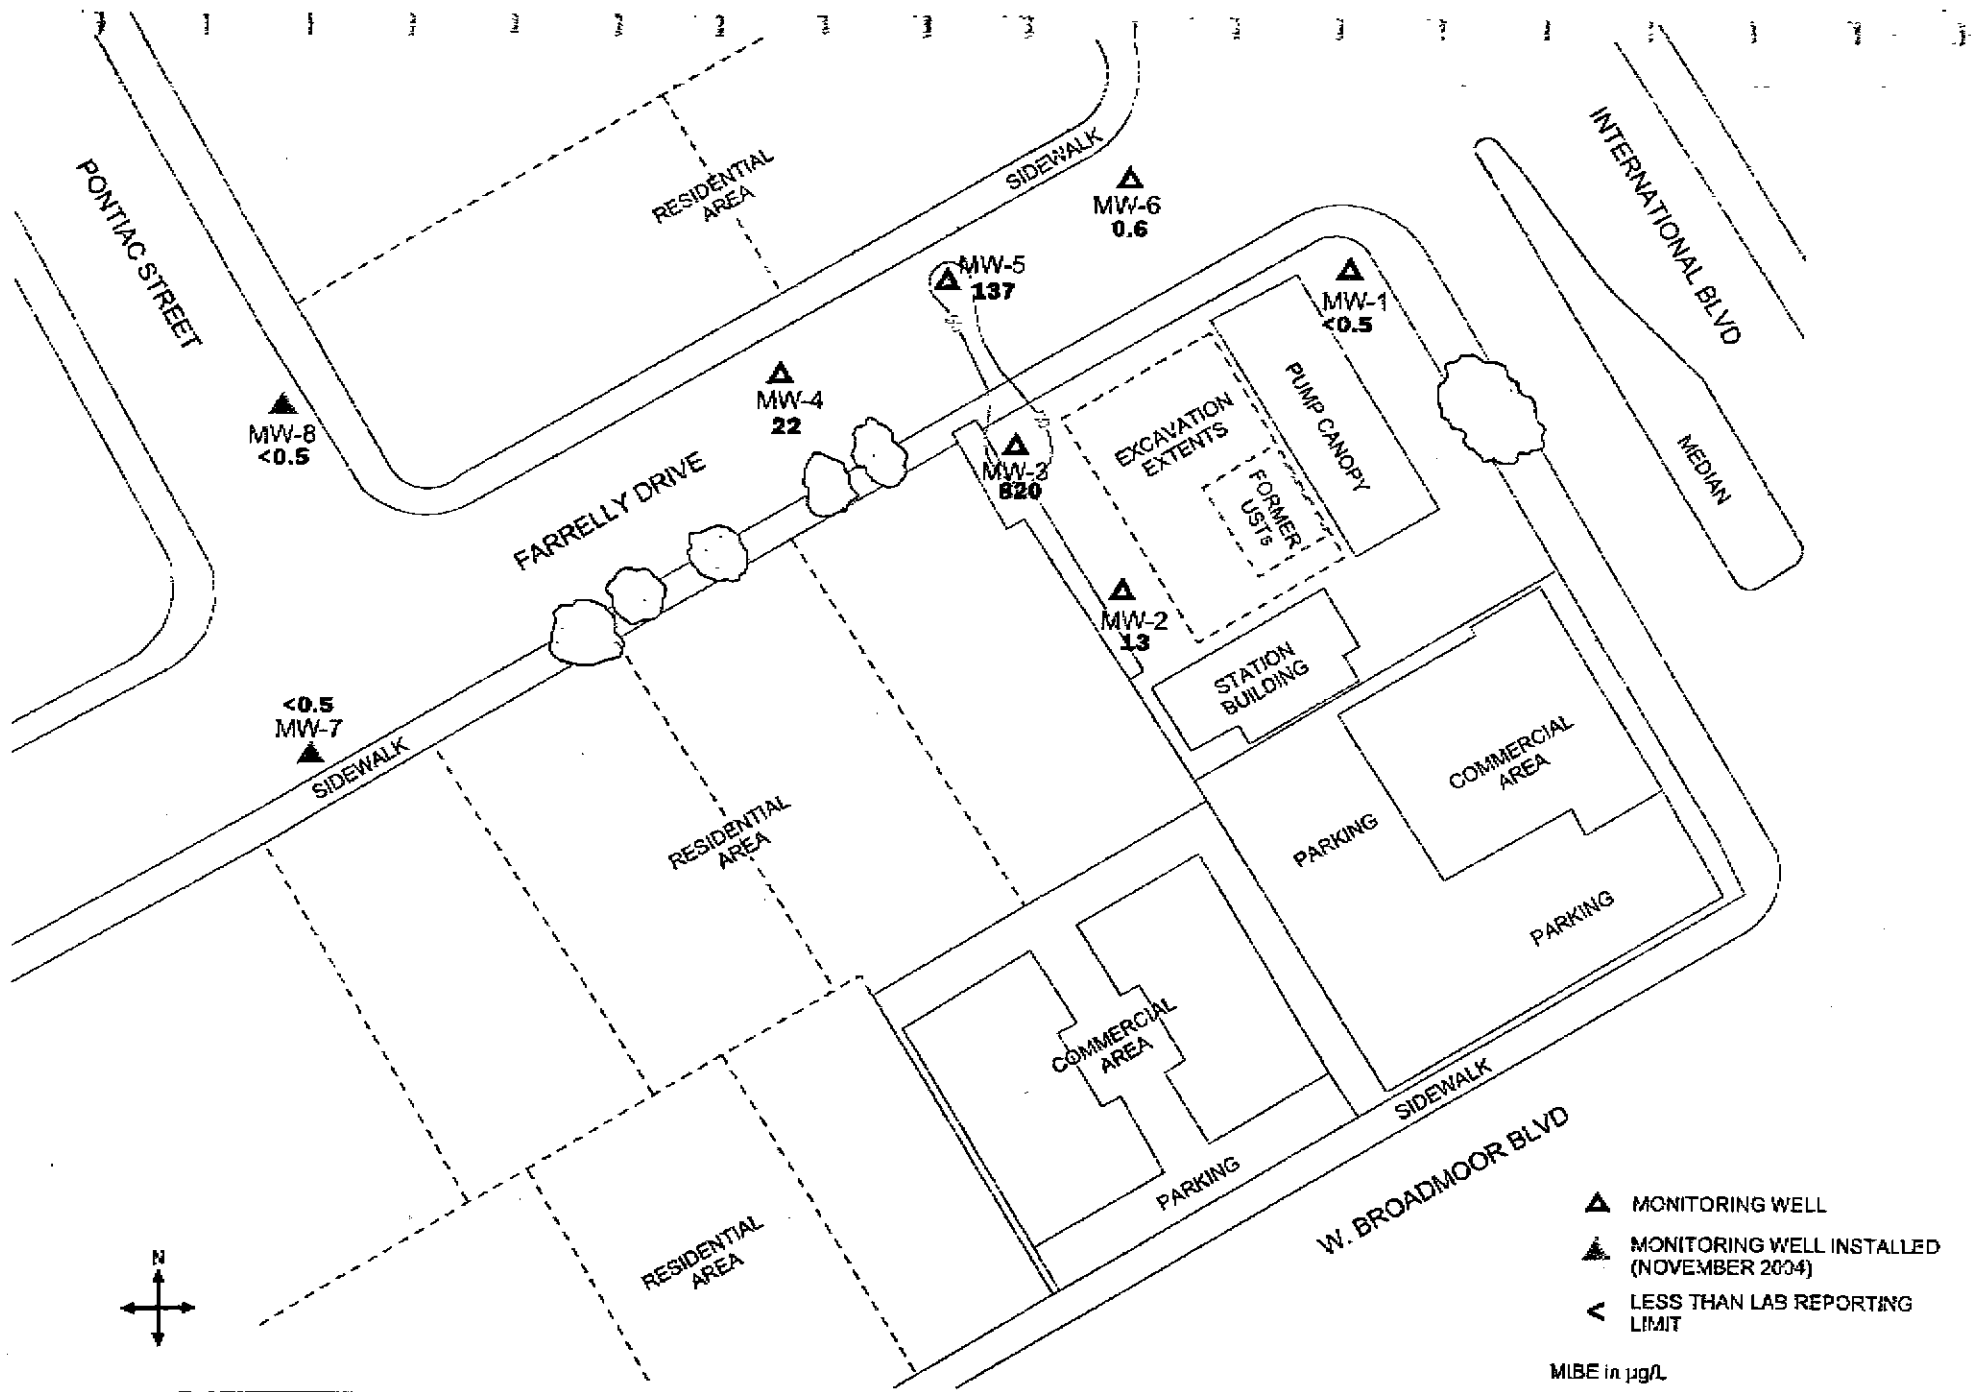 PONTIAC STREET
RESIDENTIAL
AREA
SIDEWALK
INTERNATIONAL BLVD
MW-6
0.6
MW-5
137
MW-1
<0.5
MW-4
22
MW-8
<0.5
FARRELLY DRIVE
MW-3
820
EXCAVATION
EXTENTS
PUMP CANOPY
FORMER
USTs
MEDIAN
MW-2
13
STATION
BUILDING
<0.5
MW-7
SIDEWALK
RESIDENTIAL
AREA
COMMERCIAL
AREA
PARKING
PARKING
COMMERCIAL
AREA
SIDEWALK
PARKING
W. BROADMOOR BLVD
RESIDENTIAL
AREA
N
MONITORING WELL
MONITORING WELL INSTALLED
(NOVEMBER 2004)
< LESS THAN LAB REPORTING
LIMIT
MtBE in µg/L